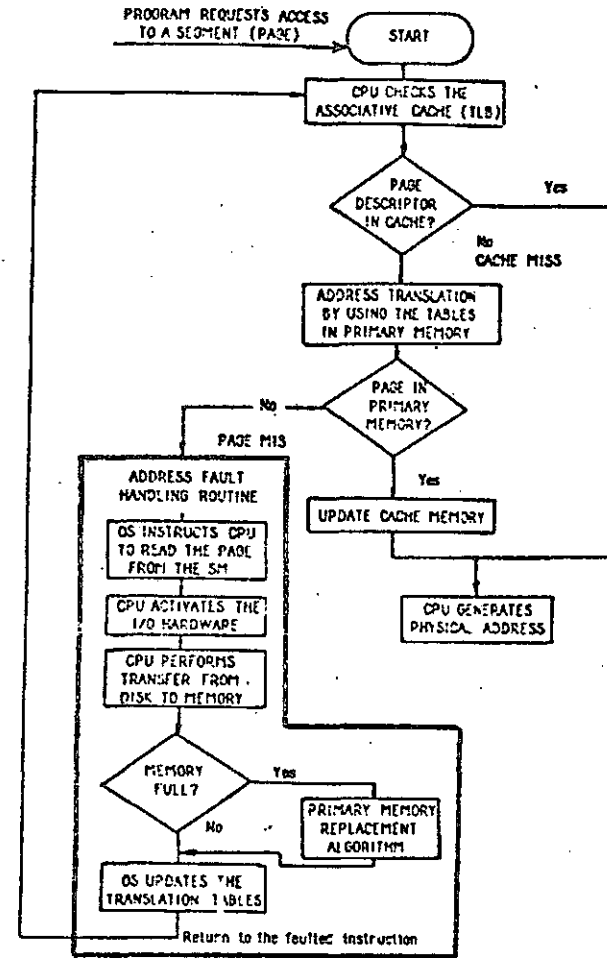 PROGRAM REQUESTS ACCESS
TO A SEGMENT (PAGE)
START
CPU CHECKS THE
ASSOCIATIVE CACHE (TLB)
PAGE
DESCRIPTOR
IN CACHE?
Yes
No
CACHE MISS
ADDRESS TRANSLATION
BY USING THE TABLES
IN PRIMARY MEMORY
PAGE IN
PRIMARY
MEMORY?
No
PAGE MIS
Yes
UPDATE CACHE MEMORY
CPU GENERATES
PHYSICAL ADDRESS
ADDRESS FAULT
HANDLING ROUTINE
OS INSTRUCTS CPU
TO READ THE PAGE
FROM THE SM
CPU ACTIVATES THE
I/O HARDWARE
CPU PERFORMS
TRANSFER FROM
DISK TO MEMORY
MEMORY
FULL?
Yes
No
PRIMARY MEMORY
REPLACEMENT
ALGORITHM
OS UPDATES THE
TRANSLATION TABLES
Return to the faulted instruction